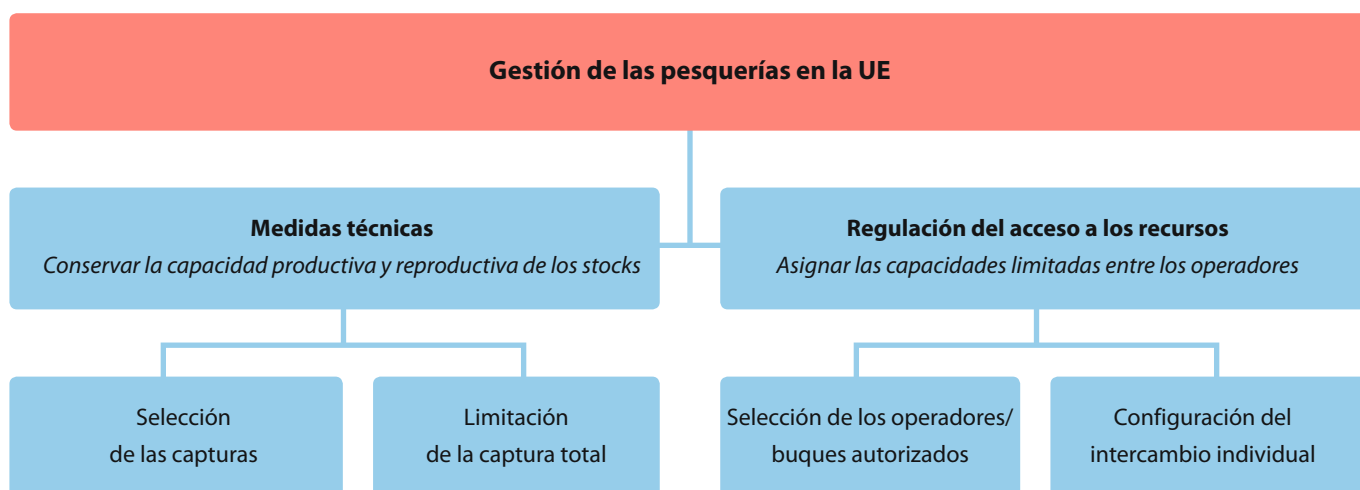 Gestión de las pesquerías en la UE
Medidas técnicas
Conservar la capacidad productiva y reproductiva de los stocks
Regulación del acceso a los recursos
Asignar las capacidades limitadas entre los operadores
Selección
de las capturas
Limitación
de la captura total
Selección de los operadores/
buques autorizados
Configuración del
intercambio individual